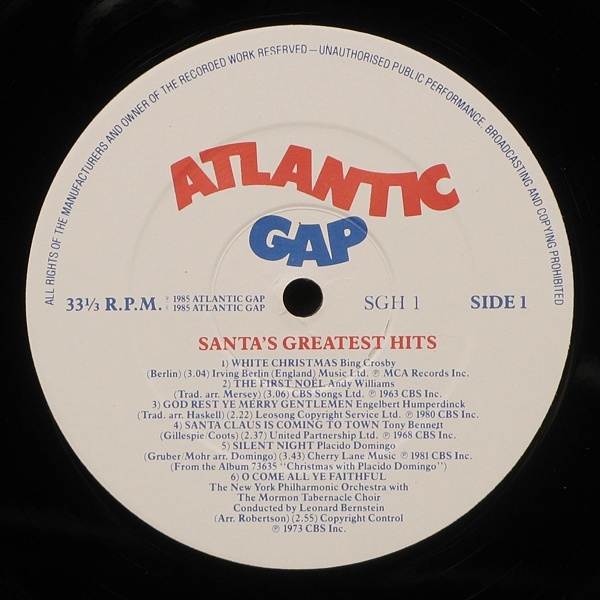 ALL RIGHTS OF THE MANUFACTURERS AND OWNER OF THE RECORDED WORK RESERVED — UNAUTHORISED PUBLIC PERFORMANCE, BROADCASTING AND COPYING PROHIBITED
ATLANTIC
GAP
33⅓ R.P.M. ℗ 1985 ATLANTIC GAP
© 1985 ATLANTIC GAP
SGH 1
SIDE 1
SANTA'S GREATEST HITS
1) WHITE CHRISTMAS Bing Crosby
(Berlin) (3.04) Irving Berlin (England) Music Ltd. ℗ MCA Records Inc.
2) THE FIRST NOËL Andy Williams
(Trad. arr. Mersey) (3.06) CBS Songs Ltd. ℗ 1963 CBS Inc.
3) GOD REST YE MERRY GENTLEMEN Engelbert Humperdinck
(Trad. arr. Haskell) (2.22) Leosong Copyright Service Ltd. ℗ 1980 CBS Inc.
4) SANTA CLAUS IS COMING TO TOWN Tony Bennett
(Gillespie/Coots) (2.37) United Partnership Ltd. ℗ 1968 CBS Inc.
5) SILENT NIGHT Placido Domingo
(Gruber/Mohr arr. Domingo) (3.43) Cherry Lane Music ℗ 1981 CBS Inc.
(From the Album 73635 "Christmas with Placido Domingo")
6) O COME ALL YE FAITHFUL
The New York Philharmonic Orchestra with
The Mormon Tabernacle Choir
Conducted by Leonard Bernstein
(Arr. Robertson) (2.55) Copyright Control
℗ 1973 CBS Inc.